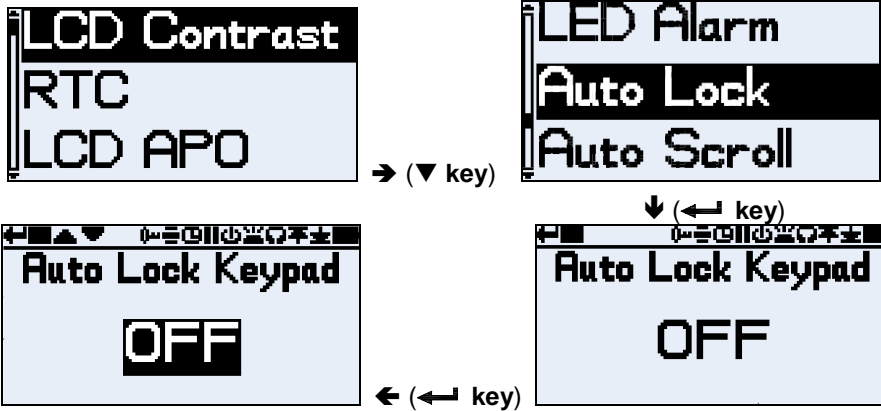 LCD Contrast
RTC
LCD APO
➔ (▼ key)
LED Alarm
Auto Lock
Auto Scroll
🡻 (⟵ key)
Auto Lock Keypad
OFF
Auto Lock Keypad
OFF
🡸 (⟵ key)